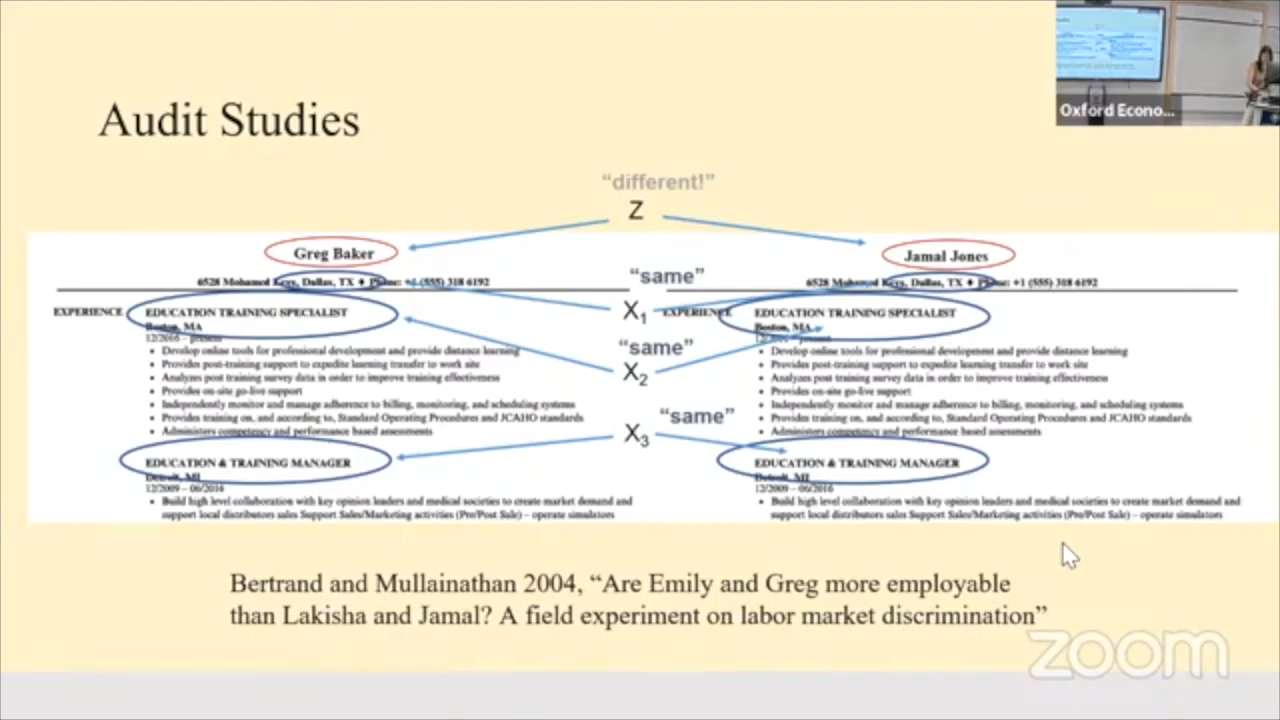 Oxford Econo...
Audit Studies
“different!”
Z
Greg Baker
Jamal Jones
6528 Mohamed Keys, Dallas, TX ♦ Phone: +1 (555) 318 6192
“same”
6528 Mohamed Keys, Dallas, TX ♦ Phone: +1 (555) 318 6192
X1
EXPERIENCE
EDUCATION TRAINING SPECIALIST
Boston, MA
12/2016 – present
• Develop online tools for professional development and provide distance learning
• Provides post-training support to expedite learning transfer to work site
• Analyzes post training survey data in order to improve training effectiveness
• Provides on-site go-live support
• Independently monitor and manage adherence to billing, monitoring, and scheduling systems
• Provides training on, and according to, Standard Operating Procedures and JCAHO standards
• Administers competency and performance based assessments
EDUCATION & TRAINING MANAGER
Detroit, MI
12/2009 – 06/2016
• Build high level collaboration with key opinion leaders and medical societies to create market demand and
support local distributors sales Support Sales/Marketing activities (Pre/Post Sale) – operate simulators
“same”
X2
“same”
X3
EXPERIENCE
EDUCATION TRAINING SPECIALIST
Boston, MA
12/2016 – present
• Develop online tools for professional development and provide distance learning
• Provides post-training support to expedite learning transfer to work site
• Analyzes post training survey data in order to improve training effectiveness
• Provides on-site go-live support
• Independently monitor and manage adherence to billing, monitoring, and scheduling systems
• Provides training on, and according to, Standard Operating Procedures and JCAHO standards
• Administers competency and performance based assessments
EDUCATION & TRAINING MANAGER
Detroit, MI
12/2009 – 06/2016
• Build high level collaboration with key opinion leaders and medical societies to create market demand and
support local distributors sales Support Sales/Marketing activities (Pre/Post Sale) – operate simulators
Bertrand and Mullainathan 2004, “Are Emily and Greg more employable
than Lakisha and Jamal? A field experiment on labor market discrimination”
zoom